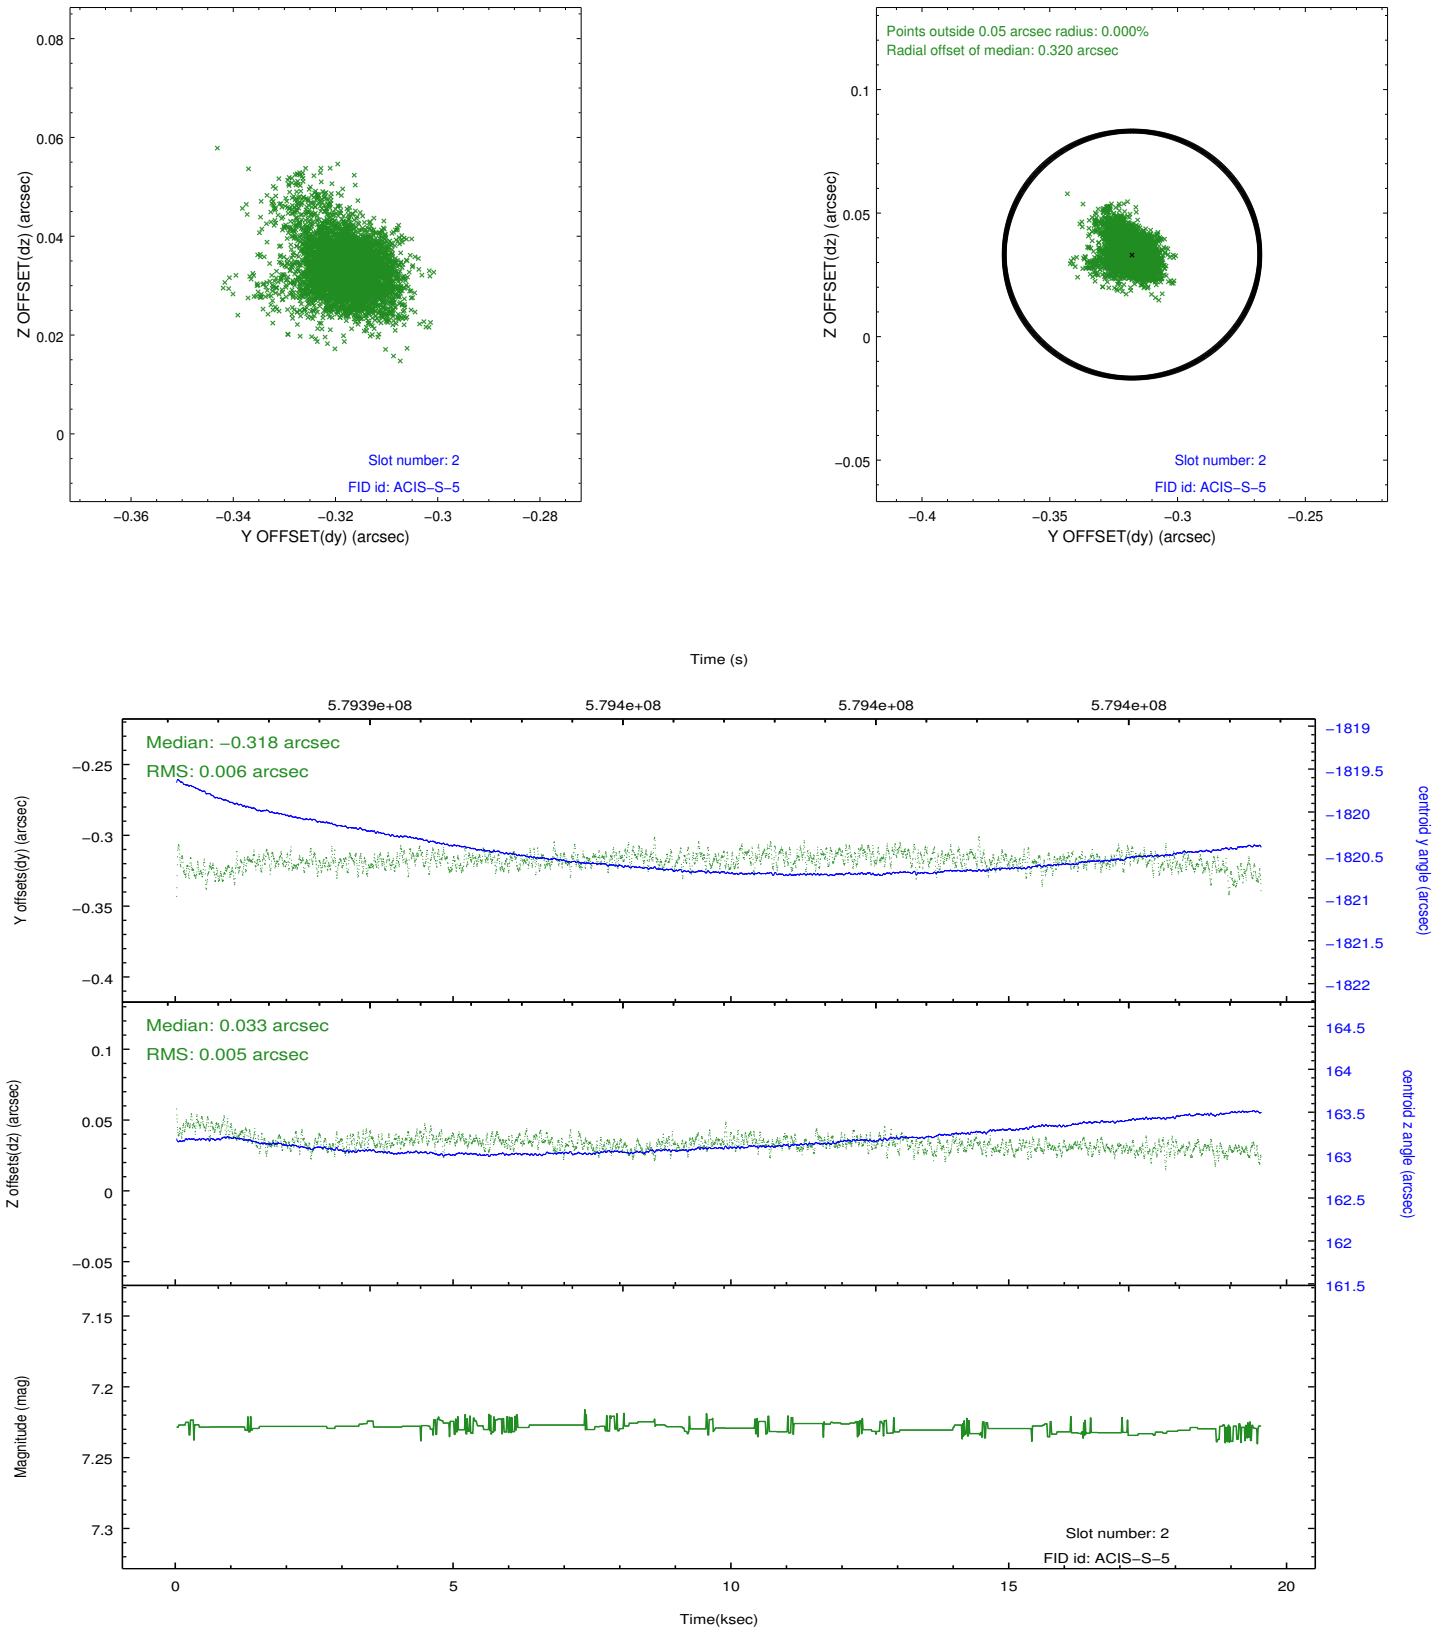 0.08
0.06
0.04
0.02
0
Z OFFSET(dz) (arcsec)
Slot number: 2
FID id: ACIS−S−5
−0.36 −0.34 −0.32 −0.3 −0.28
Y OFFSET(dy) (arcsec)
Points outside 0.05 arcsec radius: 0.000%
Radial offset of median: 0.320 arcsec
0.1
0.05
0
−0.05
Z OFFSET(dz) (arcsec)
Slot number: 2
FID id: ACIS−S−5
−0.4 −0.35 −0.3 −0.25
Y OFFSET(dy) (arcsec)
Time (s)
5.7939e+08 5.794e+08 5.794e+08 5.794e+08
Median: −0.318 arcsec
RMS: 0.006 arcsec
−0.25
−0.3
−0.35
−0.4
Y offsets(dy) (arcsec)
−1819
−1819.5
−1820
−1820.5
−1821
−1821.5
−1822
centroid y angle (arcsec)
Median: 0.033 arcsec
RMS: 0.005 arcsec
0.1
0.05
0
−0.05
Z offsets(dz) (arcsec)
164.5
164
163.5
163
162.5
162
161.5
centroid z angle (arcsec)
7.15
7.2
7.25
7.3
Magnitude (mag)
Slot number: 2
FID id: ACIS−S−5
0 5 10 15 20
Time(ksec)